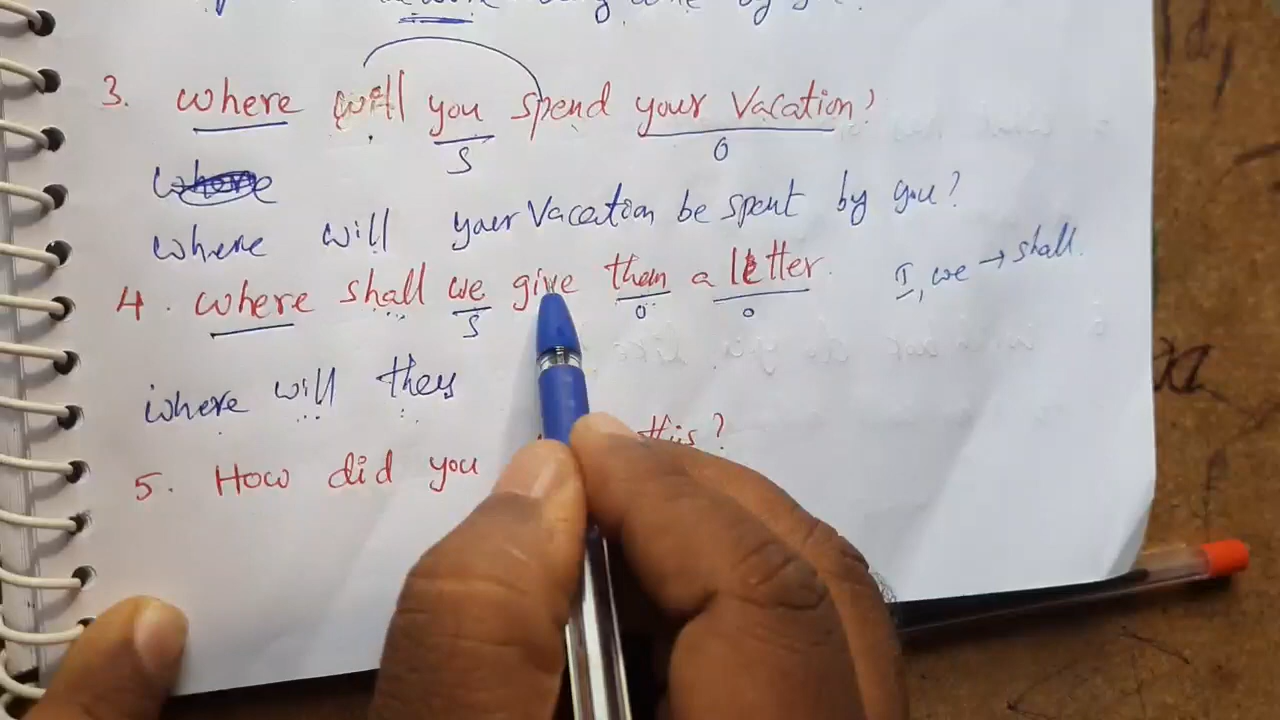 by
3. where will you spend your Vacation?
S O
where will your Vacation be spent by you?
4. where shall we give them a letter. I, we → shall.
S O O
where will they
5. How did you this?